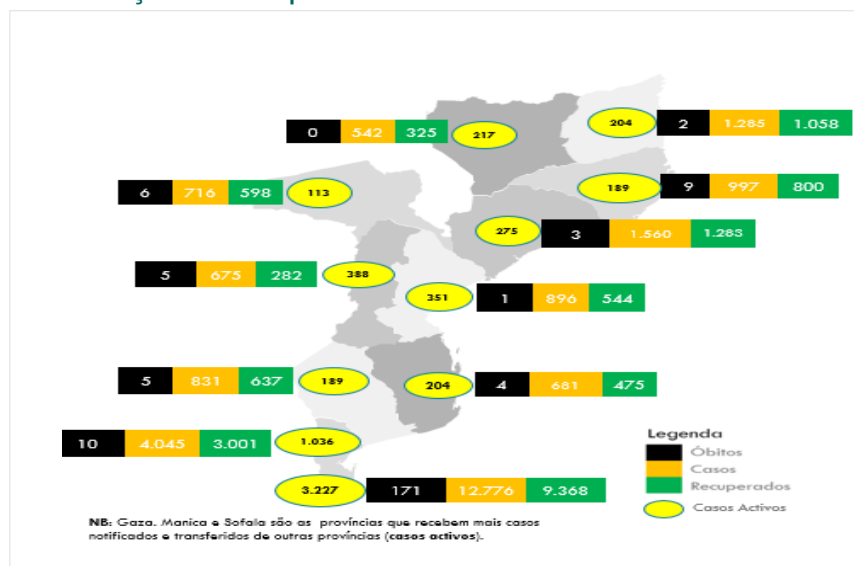 0 542 325 217
204 2 1.285 1.058
6 716 598 113
189 9 997 800
275 3 1.560 1.283
5 675 282 388
351 1 896 544
5 831 637 189
204 4 681 475
10 4.045 3.001 1.036
3.227 171 12.776 9.368
Legenda
Óbitos
Casos
Recuperados
Casos Activos
NB: Gaza. Manica e Sofala são as províncias que recebem mais casos
notificados e transferidos de outras províncias (casos activos).